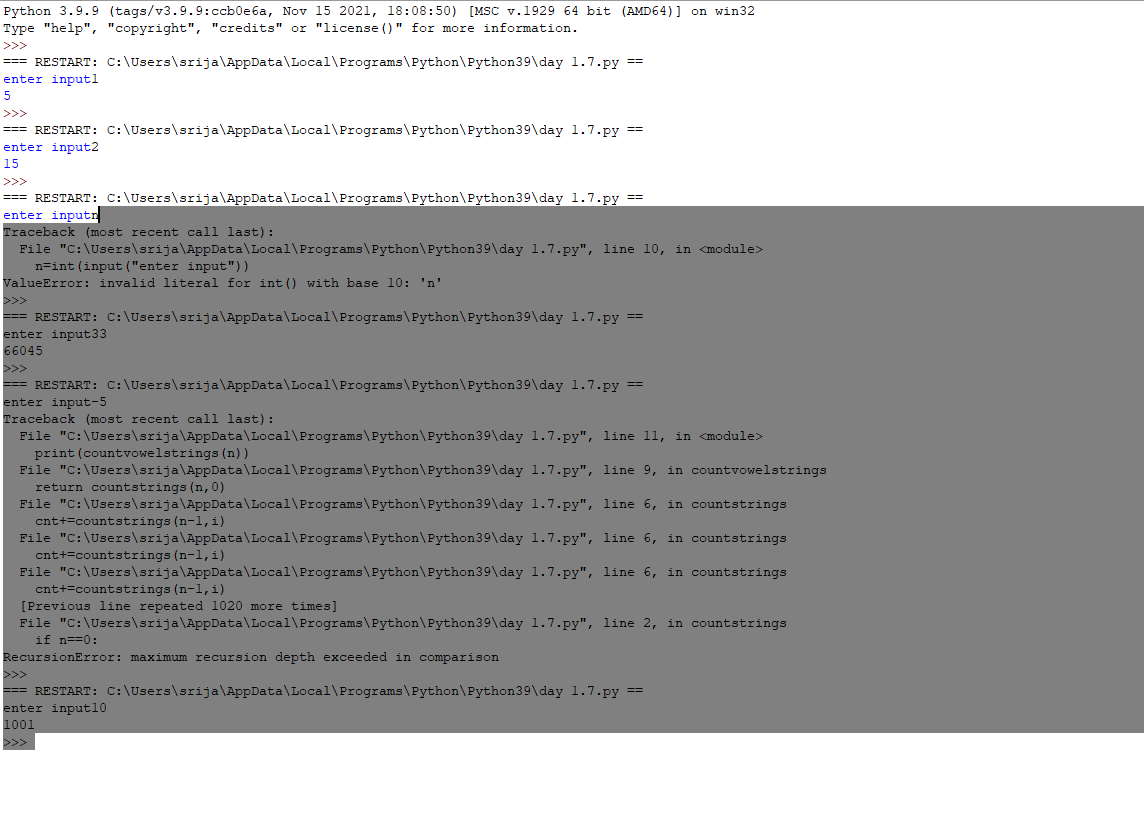 Python 3.9.9 (tags/v3.9.9:ccb0e6a, Nov 15 2021, 18:08:50) [MSC v.1929 64 bit (AMD64)] on win32
Type "help", "copyright", "credits" or "license()" for more information.
>>>
=== RESTART: C:\Users\srija\AppData\Local\Programs\Python\Python39\day 1.7.py ==
enter input1
5
>>>
=== RESTART: C:\Users\srija\AppData\Local\Programs\Python\Python39\day 1.7.py ==
enter input2
15
>>>
=== RESTART: C:\Users\srija\AppData\Local\Programs\Python\Python39\day 1.7.py ==
enter inputn
Traceback (most recent call last):
  File "C:\Users\srija\AppData\Local\Programs\Python\Python39\day 1.7.py", line 10, in <module>
    n=int(input("enter input"))
ValueError: invalid literal for int() with base 10: 'n'
>>>
=== RESTART: C:\Users\srija\AppData\Local\Programs\Python\Python39\day 1.7.py ==
enter input33
66045
>>>
=== RESTART: C:\Users\srija\AppData\Local\Programs\Python\Python39\day 1.7.py ==
enter input-5
Traceback (most recent call last):
  File "C:\Users\srija\AppData\Local\Programs\Python\Python39\day 1.7.py", line 11, in <module>
    print(countvowelstrings(n))
  File "C:\Users\srija\AppData\Local\Programs\Python\Python39\day 1.7.py", line 9, in countvowelstrings
    return countstrings(n,0)
  File "C:\Users\srija\AppData\Local\Programs\Python\Python39\day 1.7.py", line 6, in countstrings
    cnt+=countstrings(n-1,i)
  File "C:\Users\srija\AppData\Local\Programs\Python\Python39\day 1.7.py", line 6, in countstrings
    cnt+=countstrings(n-1,i)
  File "C:\Users\srija\AppData\Local\Programs\Python\Python39\day 1.7.py", line 6, in countstrings
    cnt+=countstrings(n-1,i)
  [Previous line repeated 1020 more times]
  File "C:\Users\srija\AppData\Local\Programs\Python\Python39\day 1.7.py", line 2, in countstrings
    if n==0:
RecursionError: maximum recursion depth exceeded in comparison
>>>
=== RESTART: C:\Users\srija\AppData\Local\Programs\Python\Python39\day 1.7.py ==
enter input10
1001
>>>